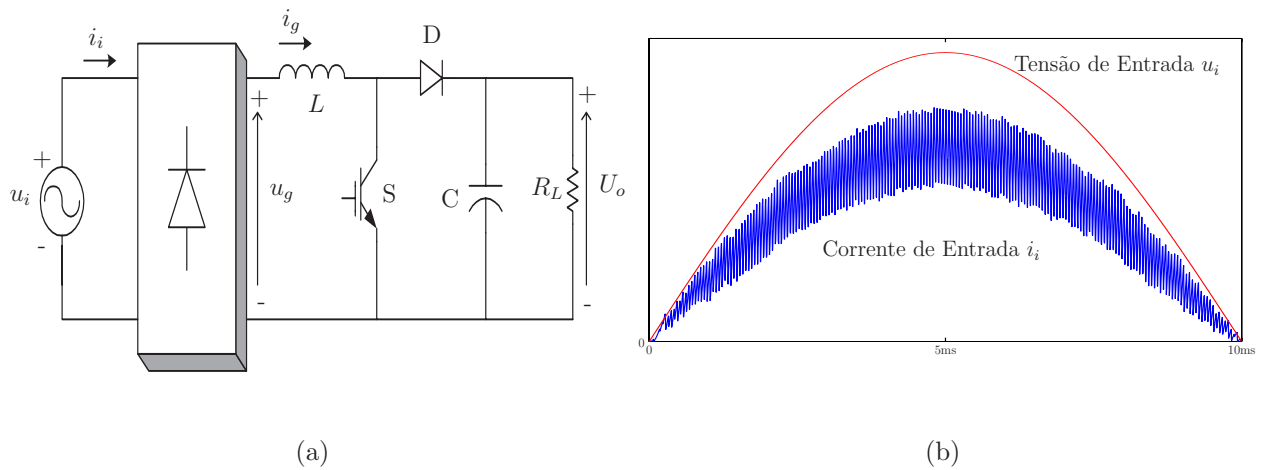 i_i
i_g
D
L
+
+
+
u_i
-
u_g
S
C
R_L
U_o
-
-
(a)
Tensão de Entrada u_i
Corrente de Entrada i_i
0
0
5ms
10ms
(b)